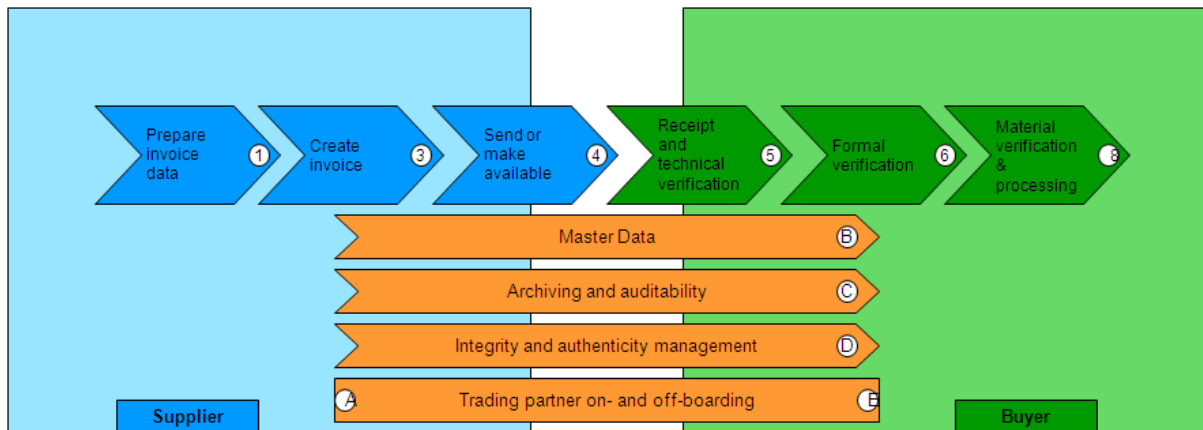 Prepare
invoice
data
1
Create
invoice
3
Send or
make
available
4
Receipt
and
technical
verification
5
Formal
verification
6
Material
verification
&
processing
8
Master Data
B
Archiving and auditability
C
Integrity and authenticity management
D
A
Trading partner on- and off-boarding
E
Supplier
Buyer